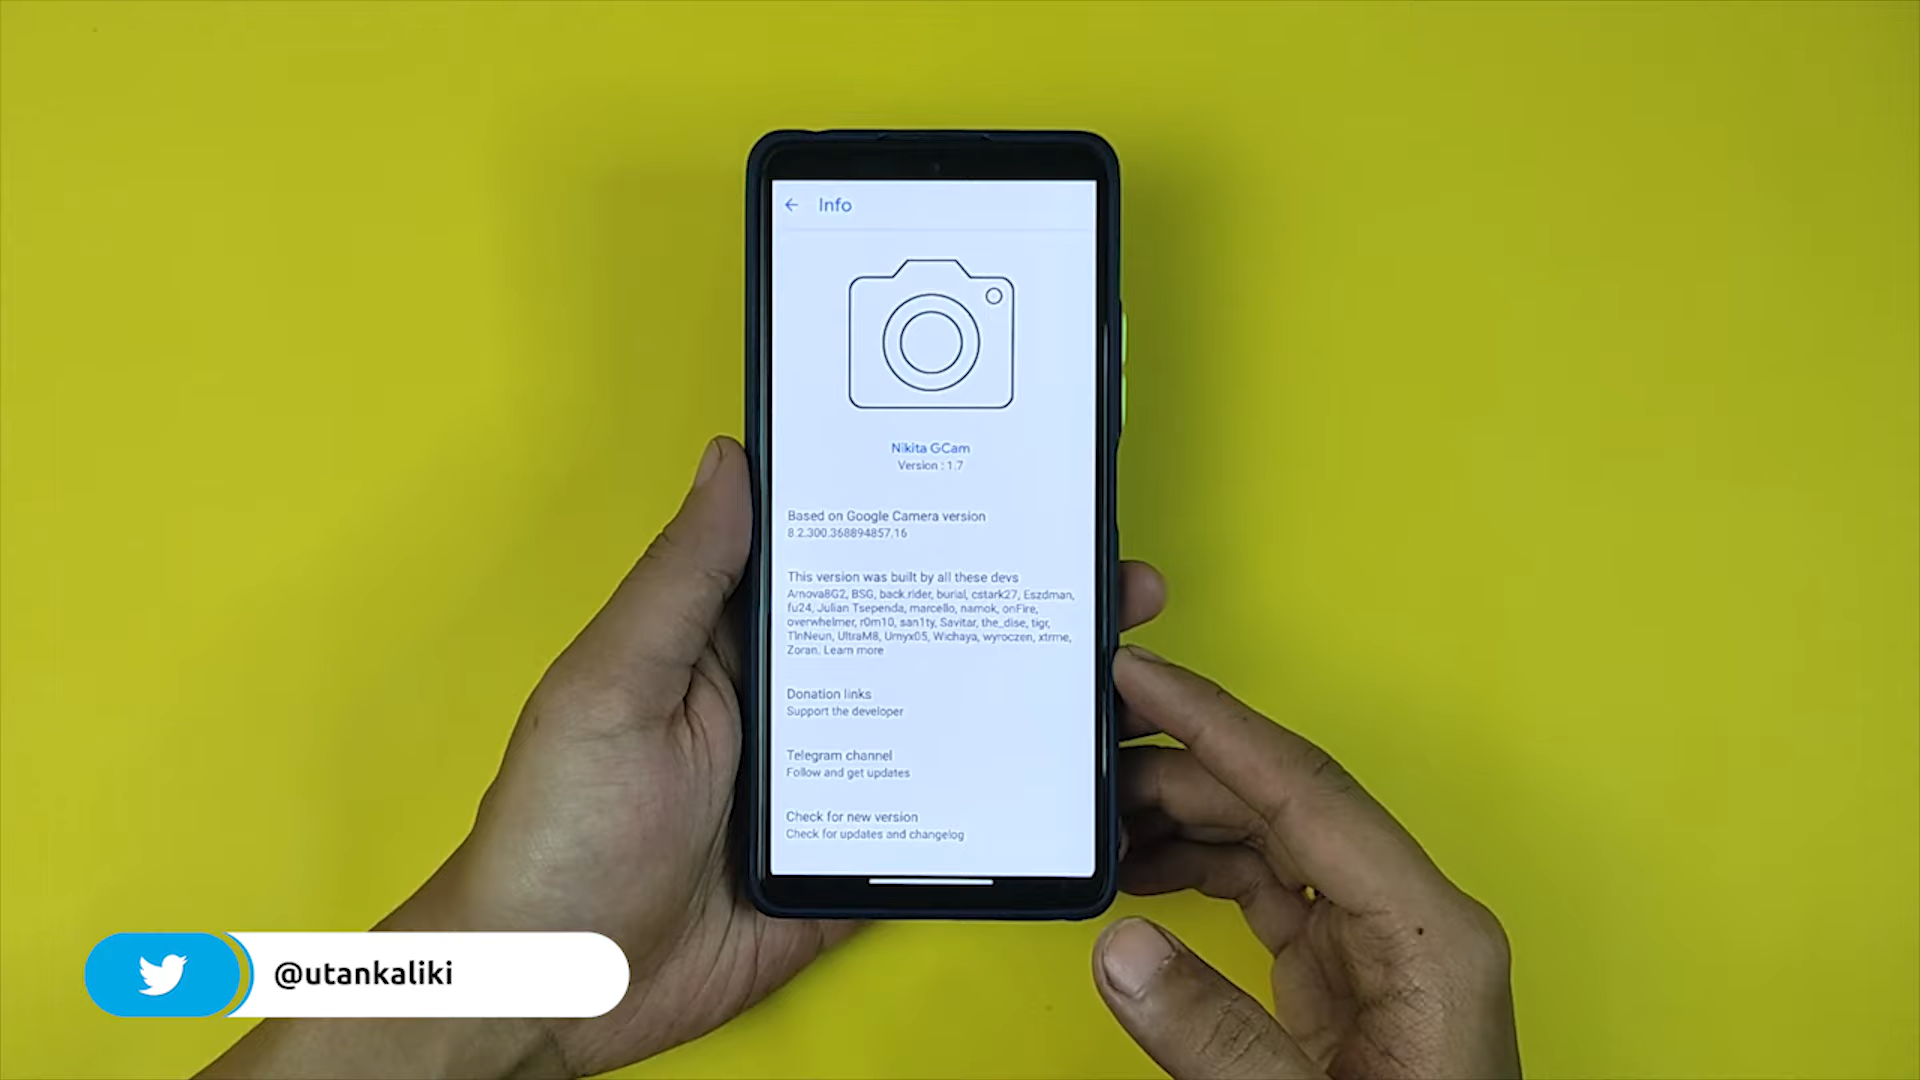 Info
Nikita GCam
Version : 1.7
Based on Google Camera version
8.2.300.368894857.16
This version was built by all these devs
Arnova8G2, BSG, back.rider, burial, cstark27, Eszdman,
fu24, Julian Tsependa, marcello, namok, onFire,
overwhelmer, r0m10, san1ty, Savitar, the_dise, tigr,
TlnNeun, UltraM8, Urnyx05, Wichaya, wyroczen, xtrme,
Zoran. Learn more
Donation links
Support the developer
Telegram channel
Follow and get updates
Check for new version
Check for updates and changelog
@utankaliki